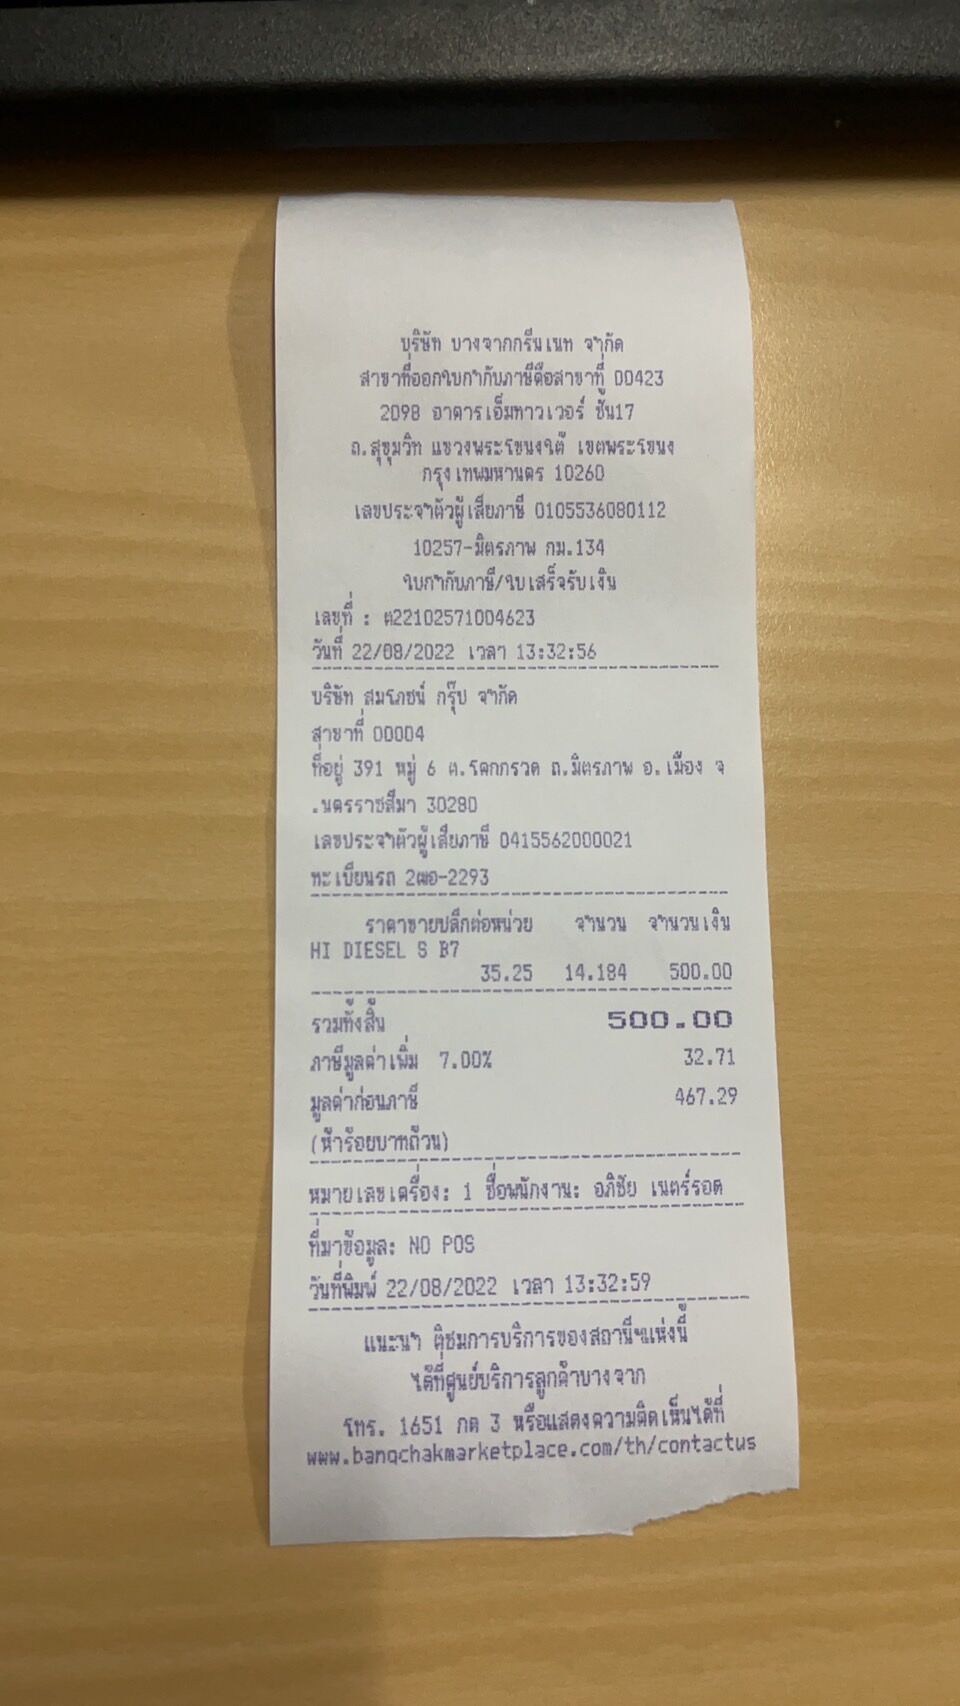 บริษัท บางจากกรีนเนท จำกัด
สาขาที่ออกใบกำกับภาษีคือสาขาที่ 00423
2098 อาคารเอ็มทาวเวอร์ ชั้น17
ถ.สุขุมวิท แขวงพระโขนงใต้ เขตพระโขนง
กรุงเทพมหานคร 10260
เลขประจำตัวผู้เสียภาษี 0105536080112
10257-มิตรภาพ กม.134
ใบกำกับภาษี/ใบเสร็จรับเงิน
เลขที่ : ต22102571004623
วันที่ 22/08/2022 เวลา 13:32:56
บริษัท สมโภชน์ กรุ๊ป จำกัด
สาขาที่ 00004
ที่อยู่ 391 หมู่ 6 ต.โคกกรวด ถ.มิตรภาพ อ.เมือง จ
.นครราชสีมา 30280
เลขประจำตัวผู้เสียภาษี 0415562000021
ทะเบียนรถ 2ฒอ-2293
ราคาขายปลีกต่อหน่วย จำนวน จำนวนเงิน
HI DIESEL S B7
35.25 14.184 500.00
รวมทั้งสิ้น 500.00
ภาษีมูลค่าเพิ่ม 7.00% 32.71
มูลค่าก่อนภาษี 467.29
(ห้าร้อยบาทถ้วน)
หมายเลขเครื่อง: 1 ชื่อพนักงาน: อภิชัย เนตร์รอด
ที่มาข้อมูล: NO POS
วันที่พิมพ์ 22/08/2022 เวลา 13:32:59
แนะนำ ติชมการบริการของสถานีฯแห่งนี้
ได้ที่ศูนย์บริการลูกค้าบางจาก
โทร. 1651 กด 3 หรือแสดงความคิดเห็นได้ที่
www.bangchakmarketplace.com/th/contactus